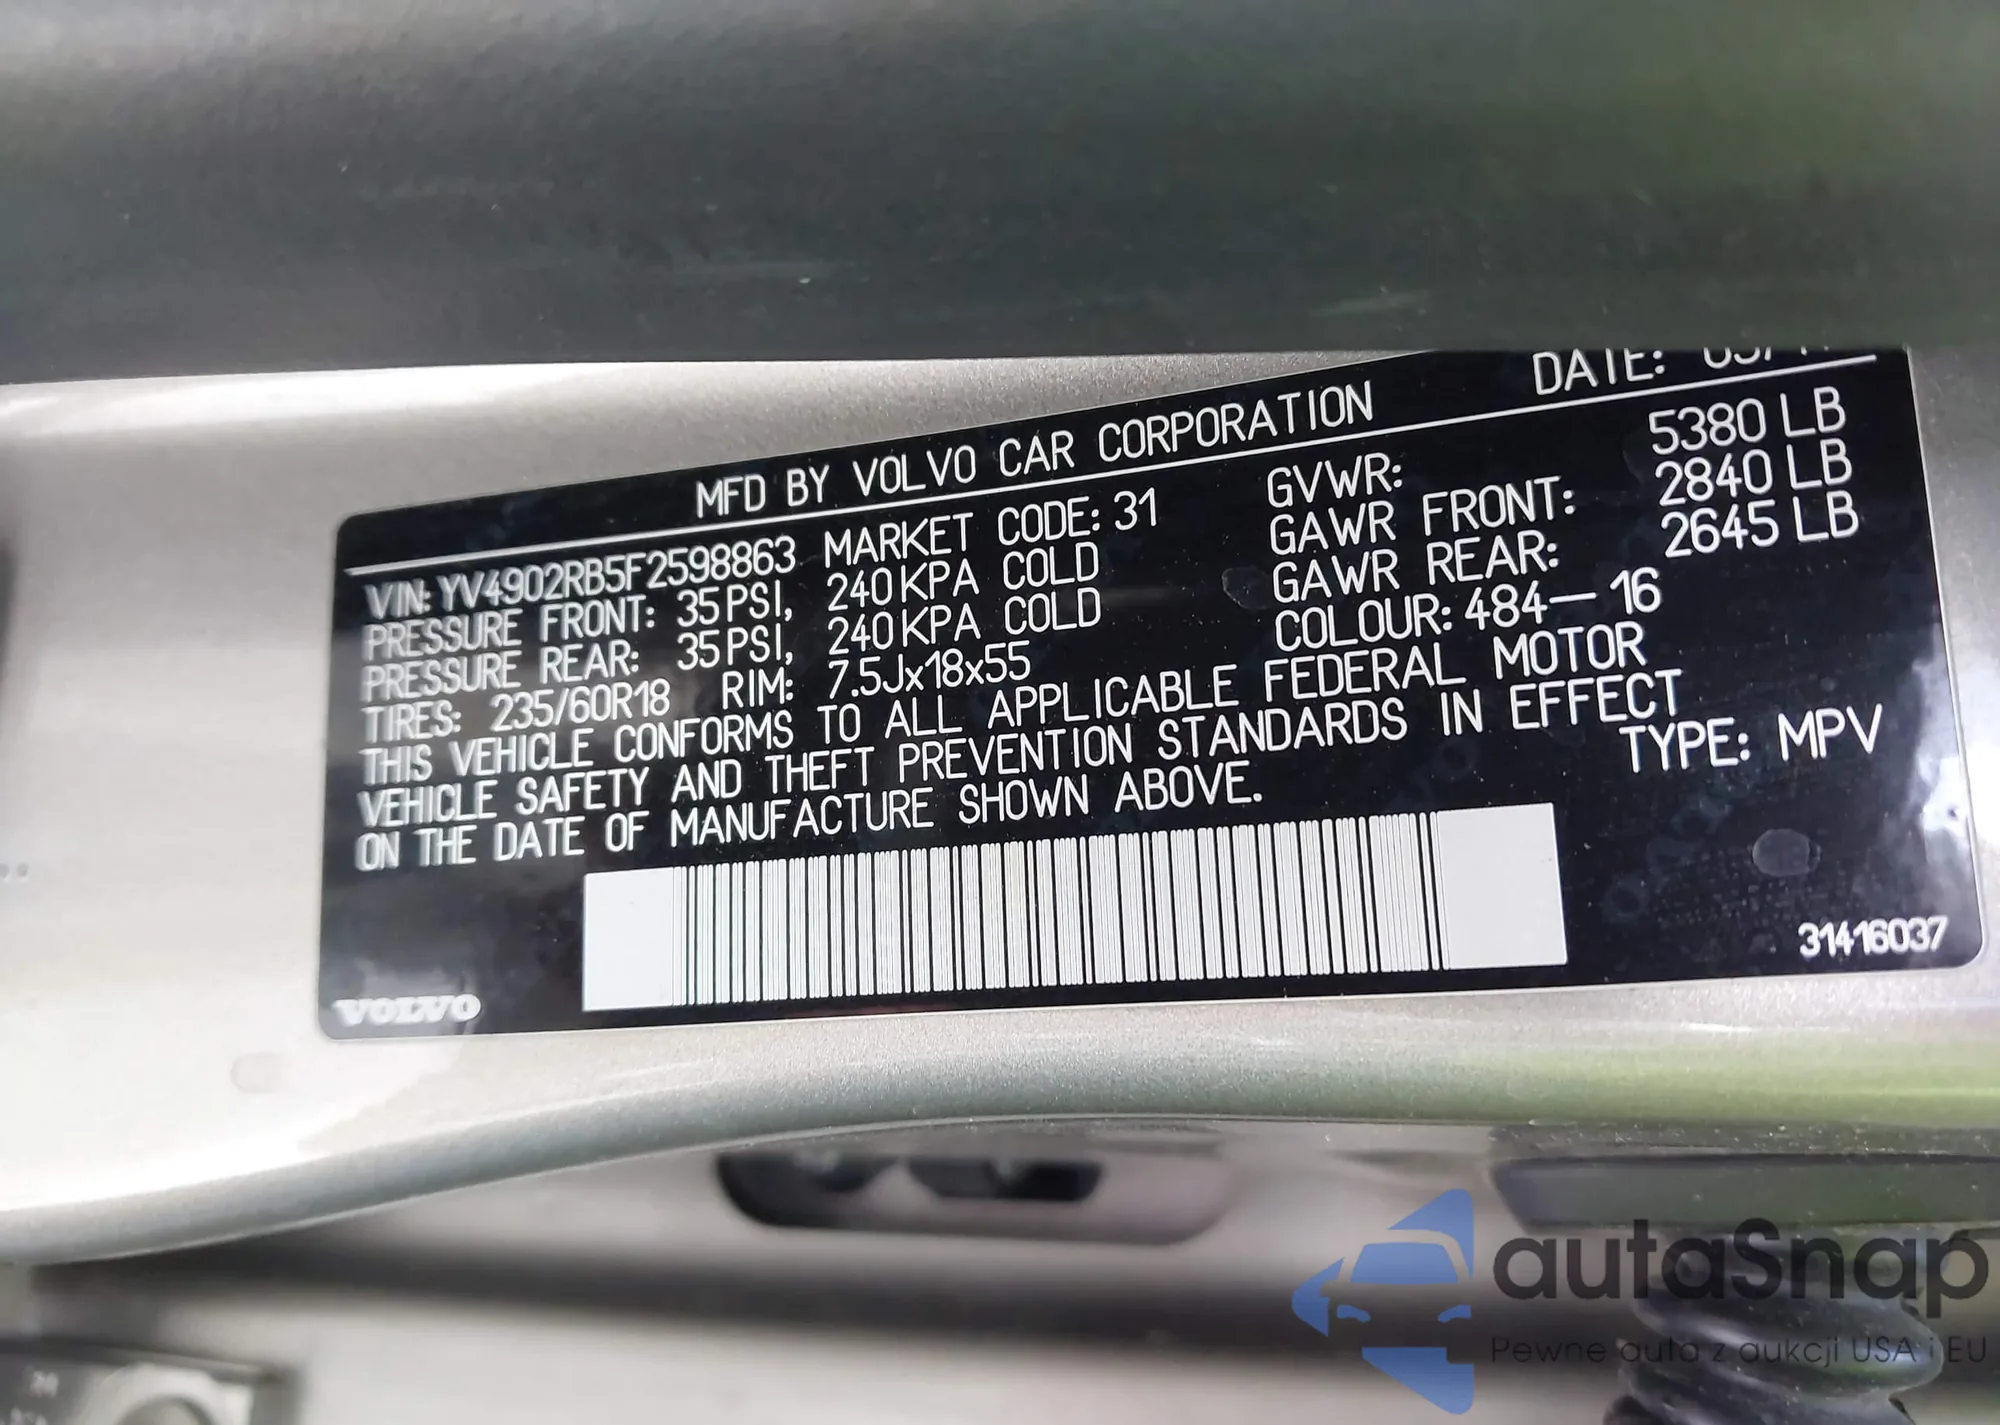 MFD BY VOLVO CAR CORPORATION DATE:
VIN: YV4902RB5F2598863 MARKET CODE: 31 GVWR: 5380 LB
PRESSURE FRONT: 35 PSI, 240 KPA COLD GAWR FRONT: 2840 LB
PRESSURE REAR: 35 PSI, 240 KPA COLD GAWR REAR: 2645 LB
TIRES: 235/60R18 RIM: 7.5Jx18x55 COLOUR: 484-16
THIS VEHICLE CONFORMS TO ALL APPLICABLE FEDERAL MOTOR
VEHICLE SAFETY AND THEFT PREVENTION STANDARDS IN EFFECT
ON THE DATE OF MANUFACTURE SHOWN ABOVE. TYPE: MPV
31416037
VOLVO
autaSnap
Pewne auta z aukcji USA i EU